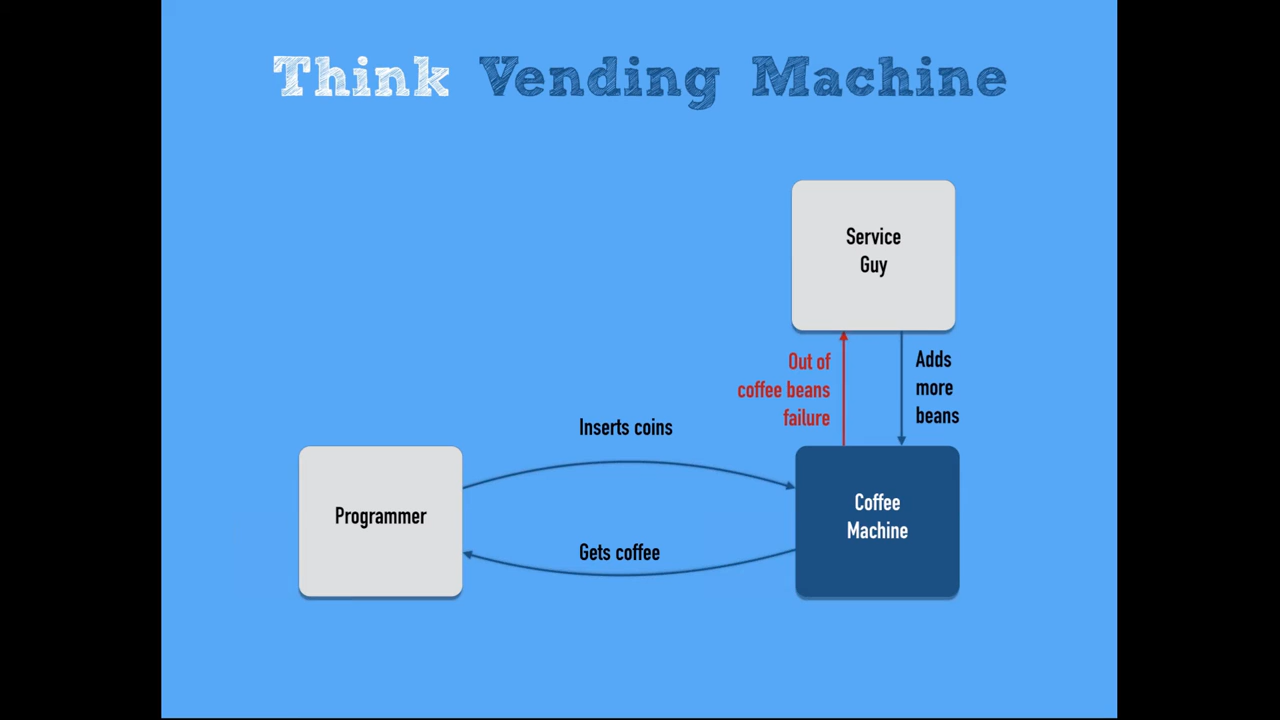 Think Vending Machine
Service
Guy
Out of
coffee beans
failure
Adds
more
beans
Inserts coins
Programmer
Coffee
Machine
Gets coffee